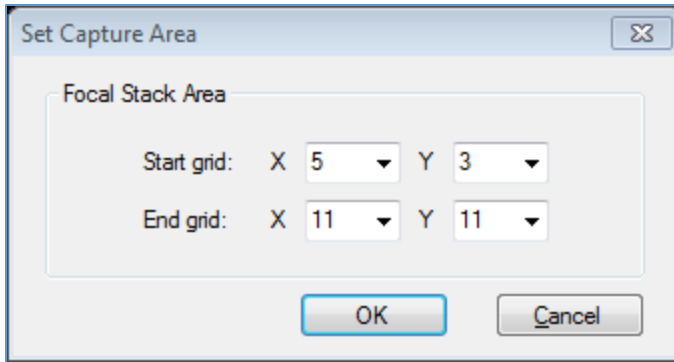 Set Capture Area
Focal Stack Area
Start grid: X 5 Y 3
End grid: X 11 Y 11
OK Cancel